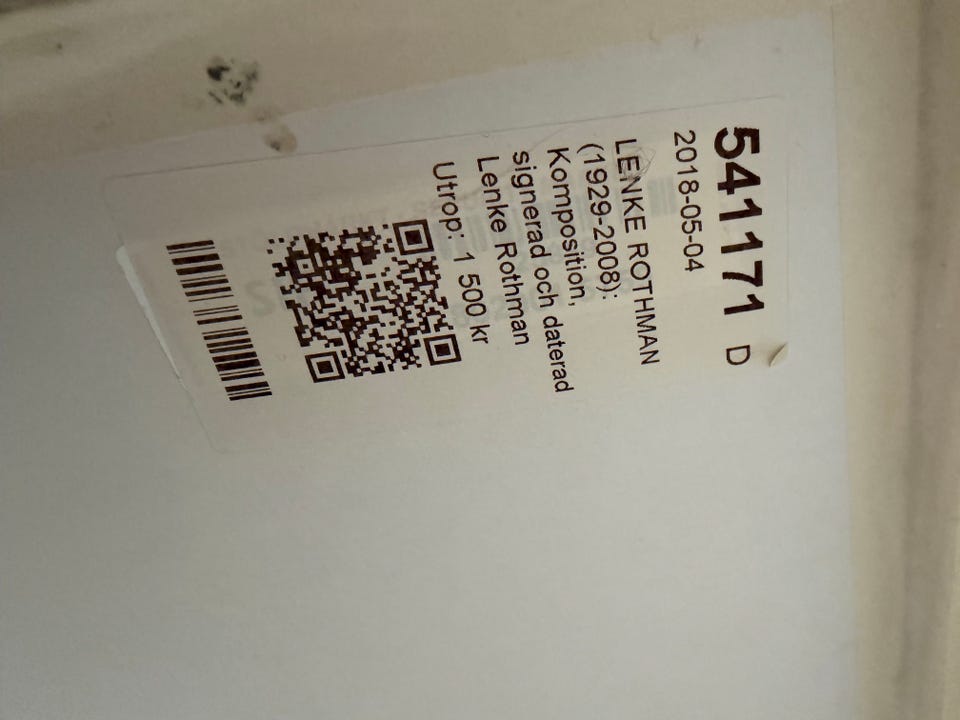 541171 D
2018-05-04
LENKE ROTHMAN
(1929-2008):
Komposition,
signerad och daterad
Lenke Rothman
Utrop: 1 500 kr